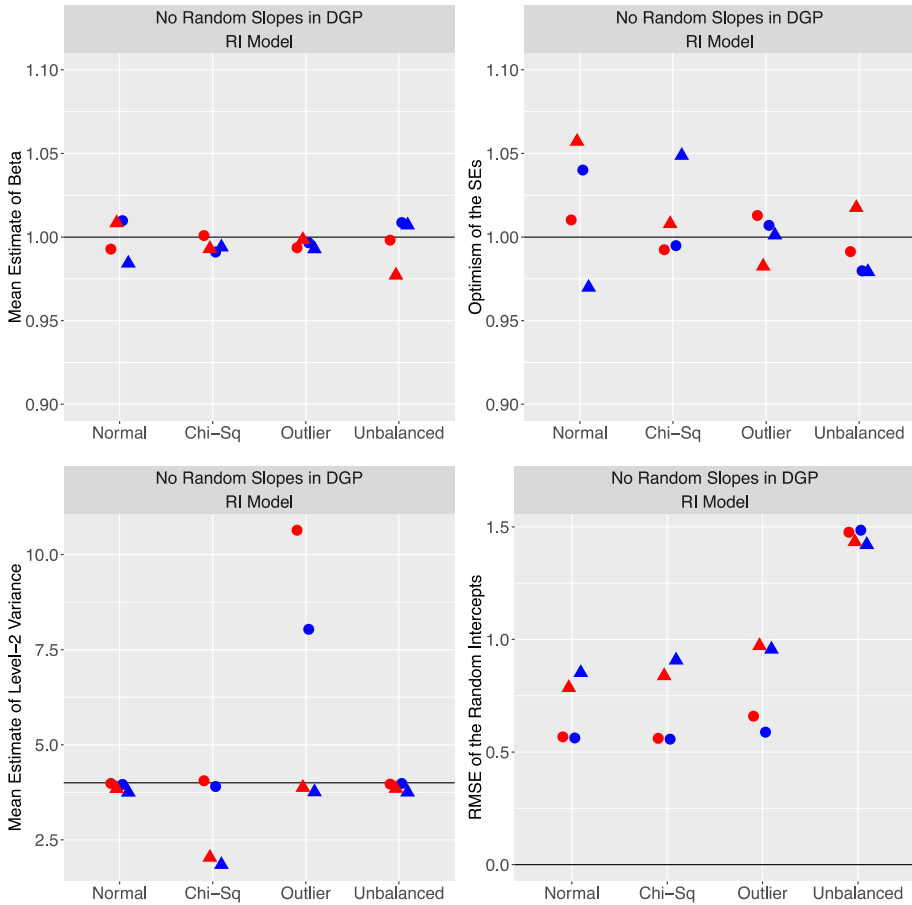 No Random Slopes in DGP
RI Model
Mean Estimate of Beta
1.10
1.05
1.00
0.95
0.90
Normal Chi−Sq Outlier Unbalanced
No Random Slopes in DGP
RI Model
Optimism of the SEs
1.10
1.05
1.00
0.95
0.90
Normal Chi−Sq Outlier Unbalanced
No Random Slopes in DGP
RI Model
Mean Estimate of Level−2 Variance
10.0
7.5
5.0
2.5
Normal Chi−Sq Outlier Unbalanced
No Random Slopes in DGP
RI Model
RMSE of the Random Intercepts
1.5
1.0
0.5
0.0
Normal Chi−Sq Outlier Unbalanced